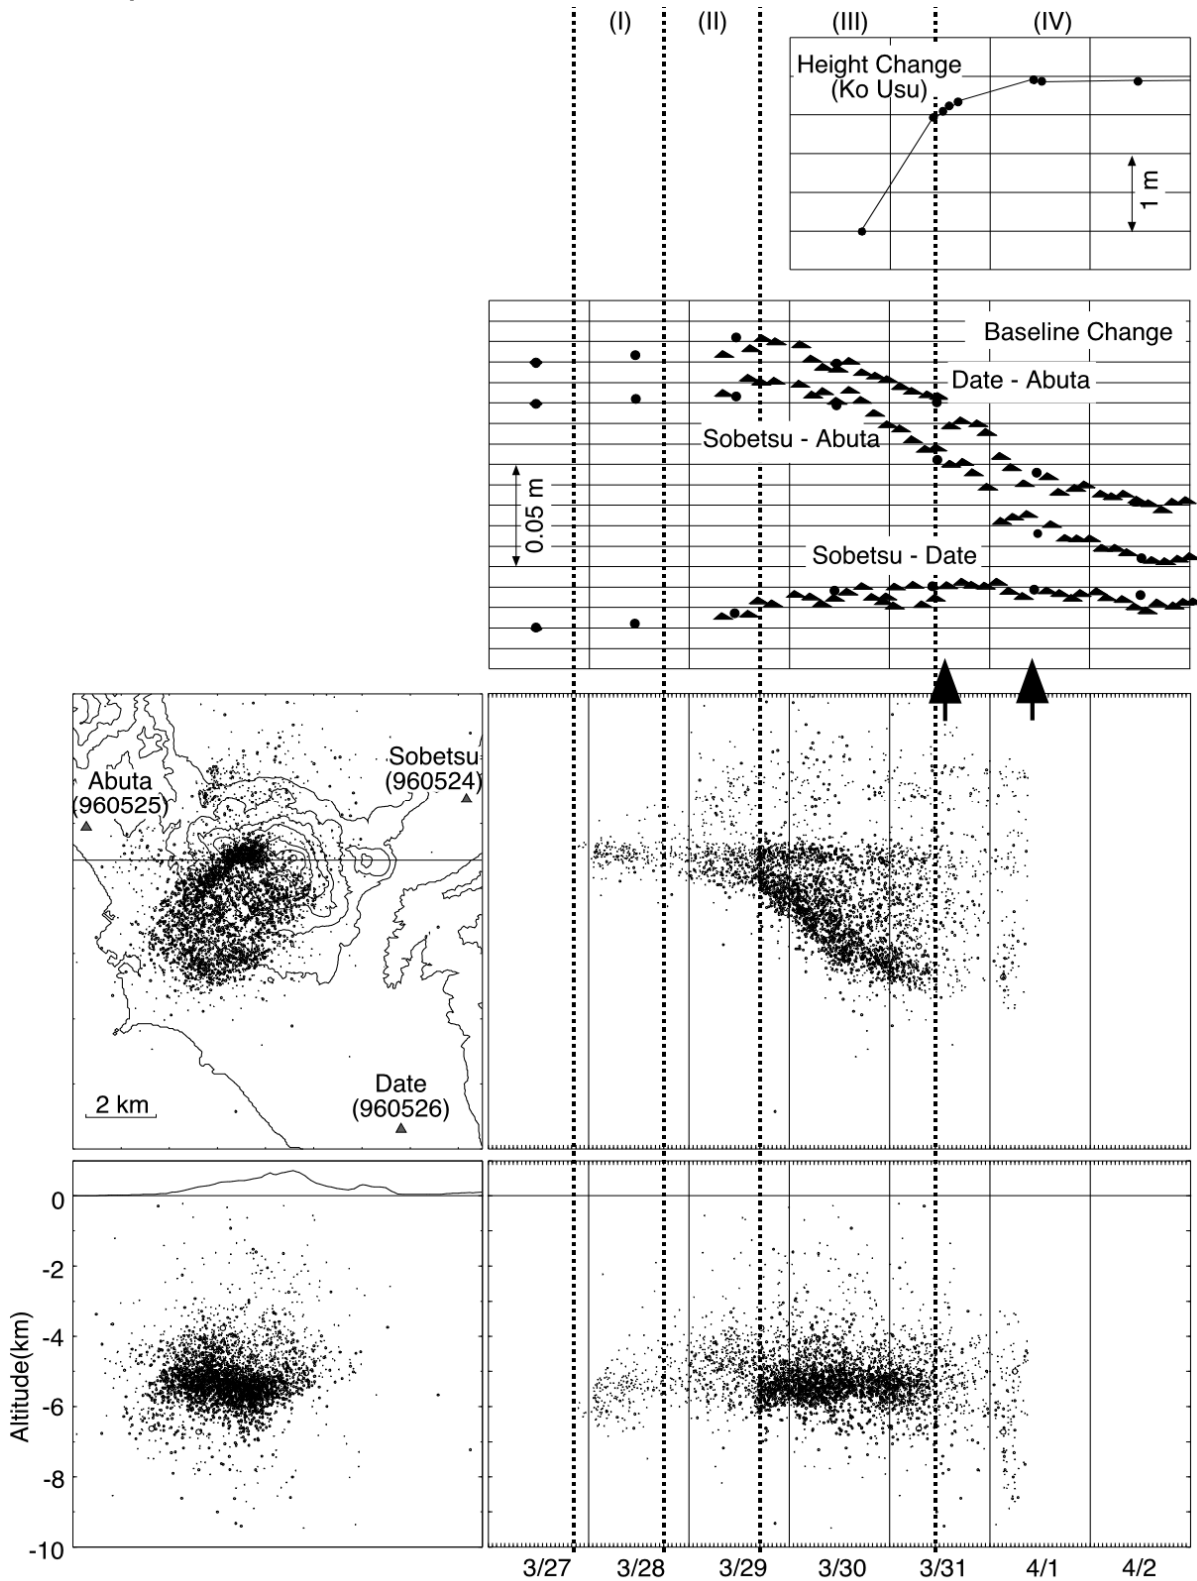 (I)
(II)
(III)
(IV)
Height Change
(Ko Usu)
1 m
Baseline Change
Date - Abuta
Sobetsu - Abuta
0.05 m
Sobetsu - Date
Abuta
(960525)
Sobetsu
(960524)
Date
(960526)
2 km
0
-2
-4
-6
-8
-10
Altitude(km)
3/27
3/28
3/29
3/30
3/31
4/1
4/2